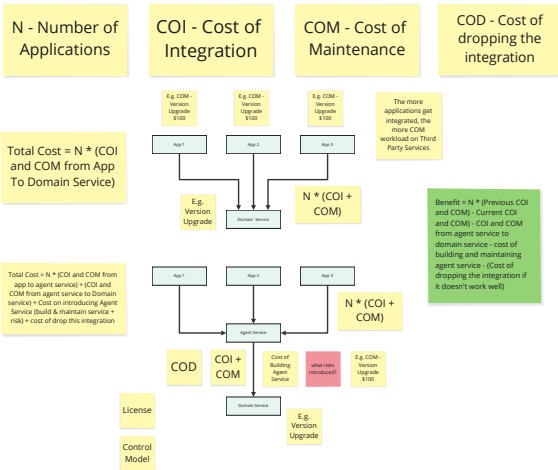 N - Number of
Applications
COI - Cost of
Integration
COM - Cost of
Maintenance
COD - Cost of
dropping the
integration
E.g. COM -
Version
Upgrade
$100
E.g. COM -
Version
Upgrade
$100
E.g. COM -
Version
Upgrade
$100
The more
applications get
integrated, the
more COM
workload on Third
Party Services
Total Cost = N * (COI
and COM from App
To Domain Service)
App 1
App 2
App 3
E.g.
Version
Upgrade
Domain Service
N * (COI +
COM)
Benefit = N * (Previous COI
and COM) - Current COI
and COM) - COI and COM
from agent service to
domain service - cost of
building and maintaining
agent service - (Cost of
dropping the integration if
it doesn't work well)
Total Cost = N * (COI and COM from
app to agent service) + (COI and
COM from agent service to Domain
service) + Cost on introducing Agent
Service (build & maintain service +
risk) + cost of drop this integration
App 1
App 2
App 3
N * (COI +
COM)
Agent Service
COD
COI +
COM
Cost of
Building
Agent
Service
what risks
introduced?
E.g. COM -
Version
Upgrade
$100
License
Domain Service
E.g.
Version
Upgrade
Control
Model